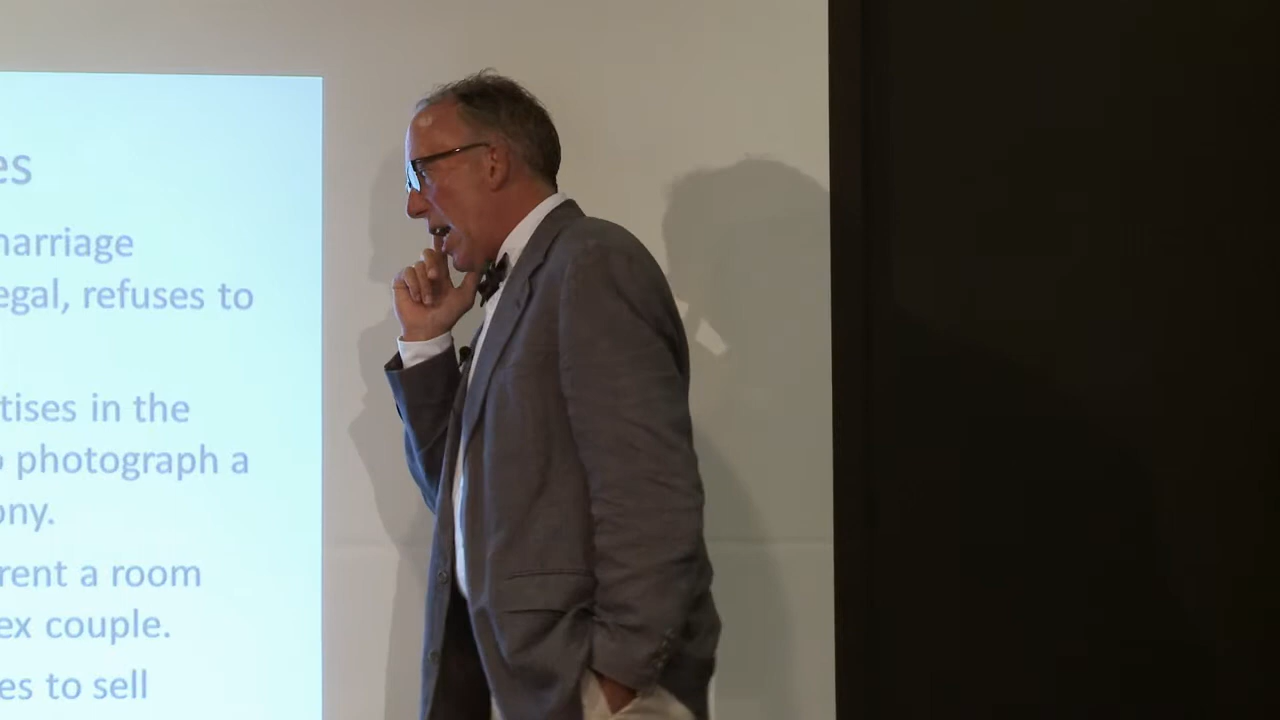 es
narriage
egal, refuses to
tises in the
photograph a
ony.
rent a room
ex couple.
es to sell